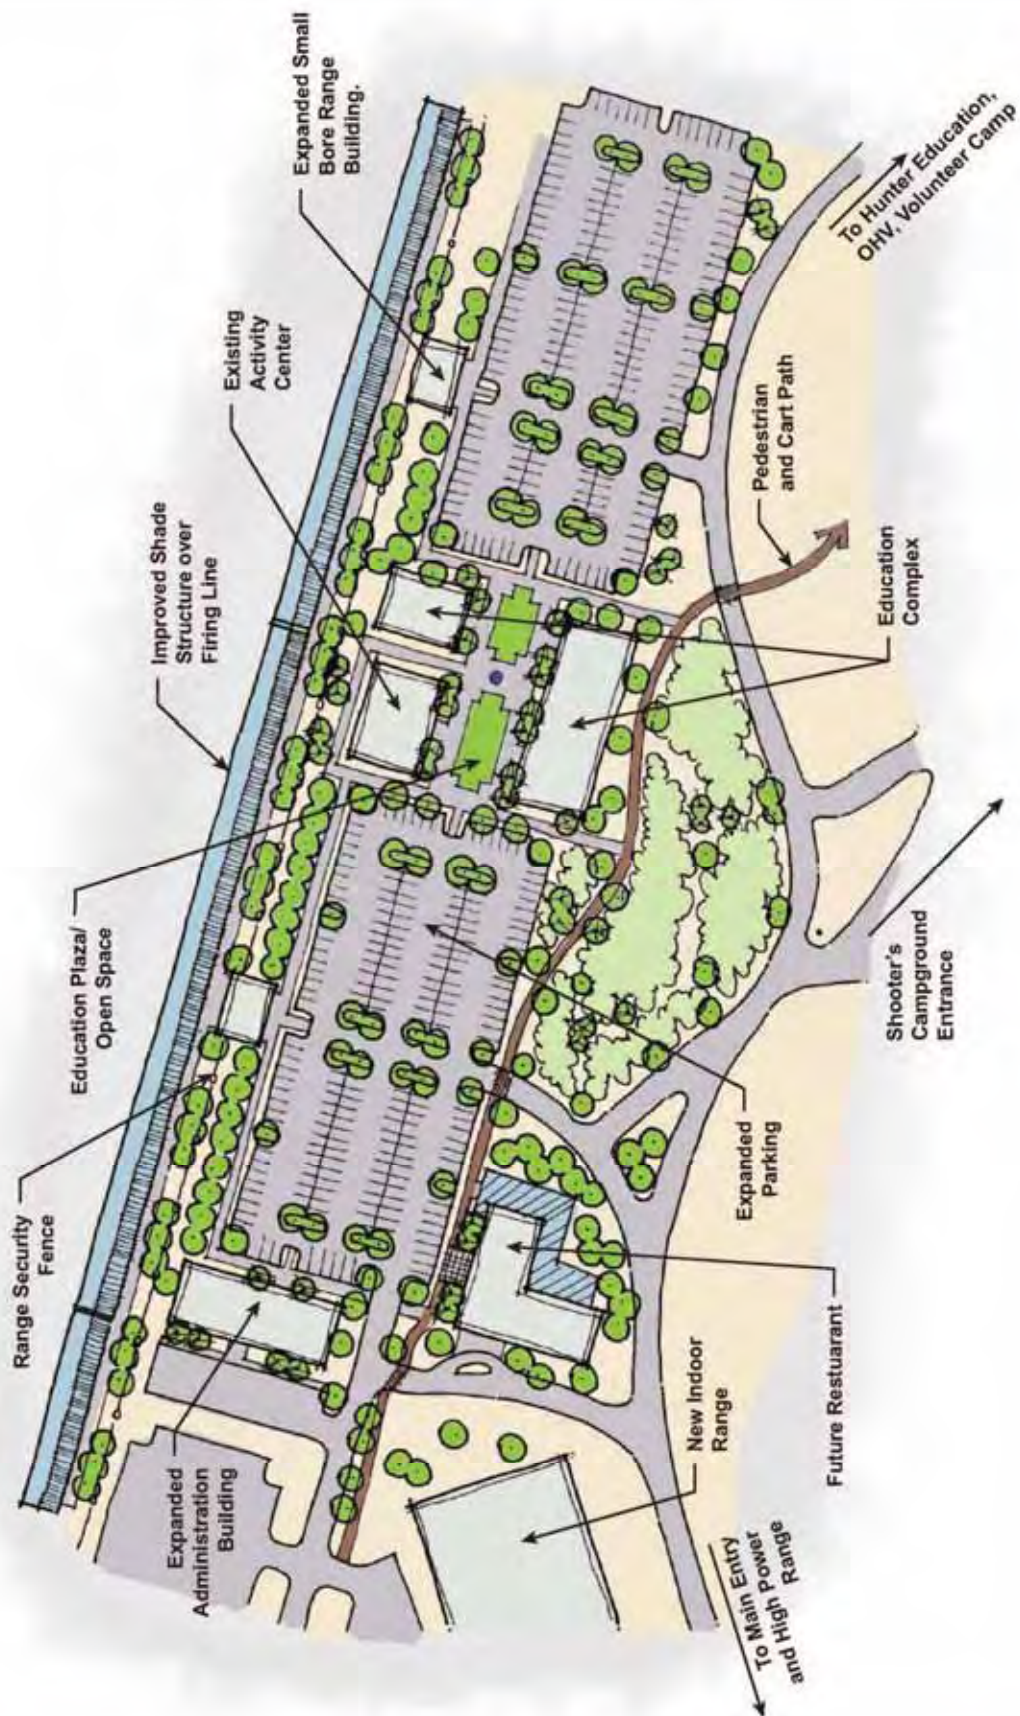 Range Security
Fence
Education Plaza/
Open Space
Improved Shade
Structure over
Firing Line
Existing
Activity
Center
Expanded Small
Bore Range
Building.
Expanded
Administration
Building
To Main Entry
and High Power
Range
New Indoor
Range
Future Restuarant
Expanded
Parking
Shooter's
Campground
Entrance
Education
Complex
Pedestrian
and Cart Path
To Hunter Education,
OHV, Volunteer Camp